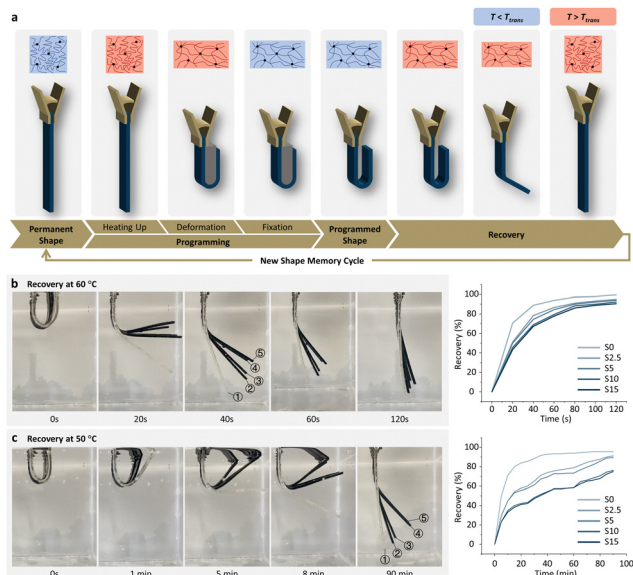 a
T < Ttrans
T > Ttrans
Permanent
Shape
Heating Up
Deformation
Fixation
Programming
Programmed
Shape
Recovery
New Shape Memory Cycle
b Recovery at 60 °C
⑤
④
③
②
①
0s
20s
40s
60s
120s
Recovery (%)
100
80
60
40
20
0
S0
S2.5
S5
S10
S15
0 20 40 60 80 100 120
Time (s)
c Recovery at 50 °C
⑤
④
③
②
①
0s
1 min
5 min
8 min
90 min
Recovery (%)
100
80
60
40
20
0
S0
S2.5
S5
S10
S15
0 20 40 60 80 100
Time (min)